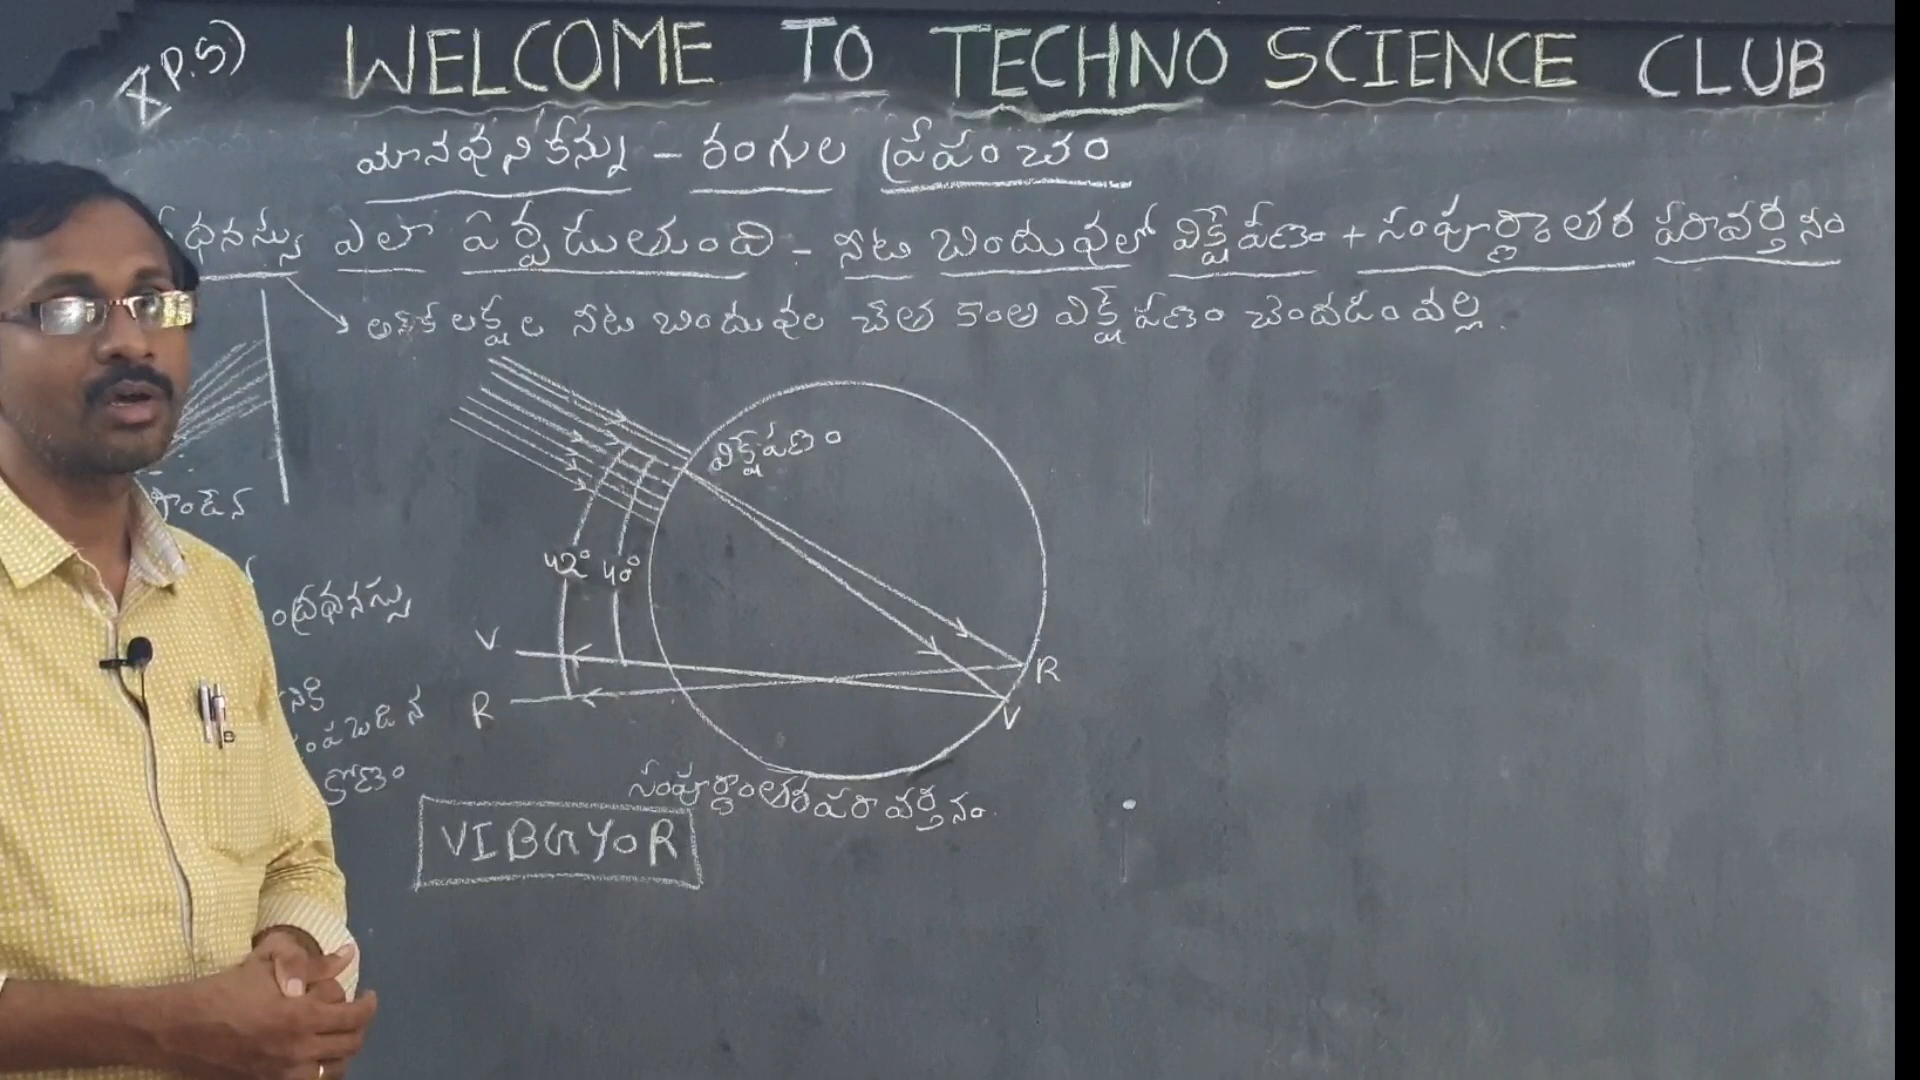 X P.S)
WELCOME TO TECHNO SCIENCE CLUB
మానవుని కన్ను - రంగుల ప్రపంచం
ధనస్సు ఎలా ఏర్పడుతుంది - నీటి బిందువులో విక్షేపణం + సంపూర్ణాంతర పరావర్తనం
అనేక లక్షల నీటి బిందువుల చేత కాంతి విక్షేపణం చెందడం వల్ల.
విక్షేపణం
42° 40°
V
R
R
V
ంద్రధనస్సు
సంపూర్ణాంతర పరావర్తనం.
కోణం
VIBGYOR